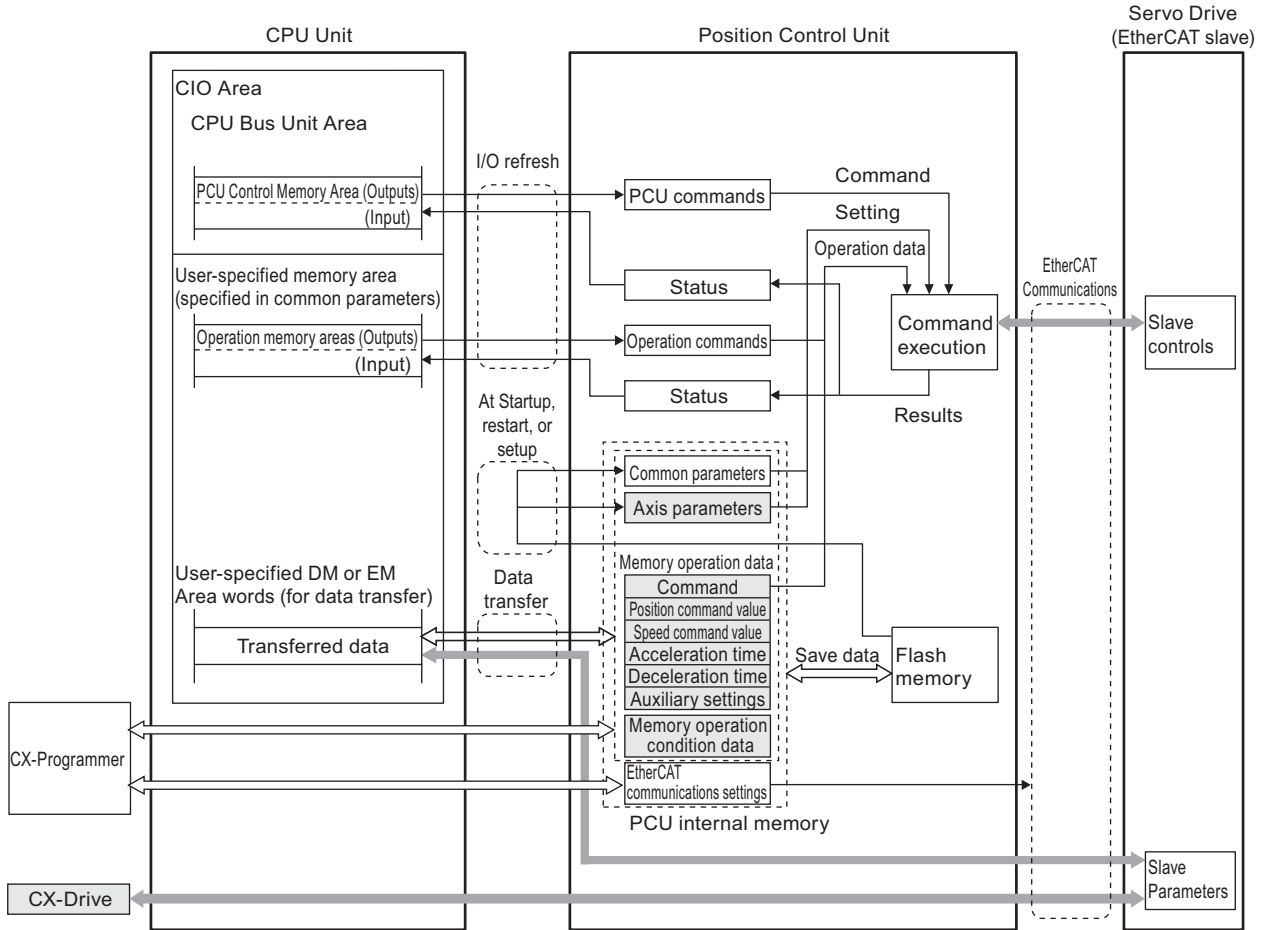 Servo Drive
(EtherCAT slave)
CPU Unit
Position Control Unit
CIO Area
CPU Bus Unit Area
I/O refresh
PCU Control Memory Area (Outputs)
(Input)
PCU commands
Command
Setting
Operation data
User-specified memory area
(specified in common parameters)
Status
EtherCAT
Communications
Operation memory areas (Outputs)
(Input)
Operation commands
Command
execution
Slave
controls
Status
Results
At Startup,
restart, or
setup
Common parameters
Axis parameters
Memory operation data
User-specified DM or EM
Area words (for data transfer)
Data
transfer
Command
Position command value
Speed command value
Acceleration time
Deceleration time
Auxiliary settings
Transferred data
Save data
Flash
memory
Memory operation
condition data
CX-Programmer
EtherCAT
communications settings
PCU internal memory
Slave
Parameters
CX-Drive